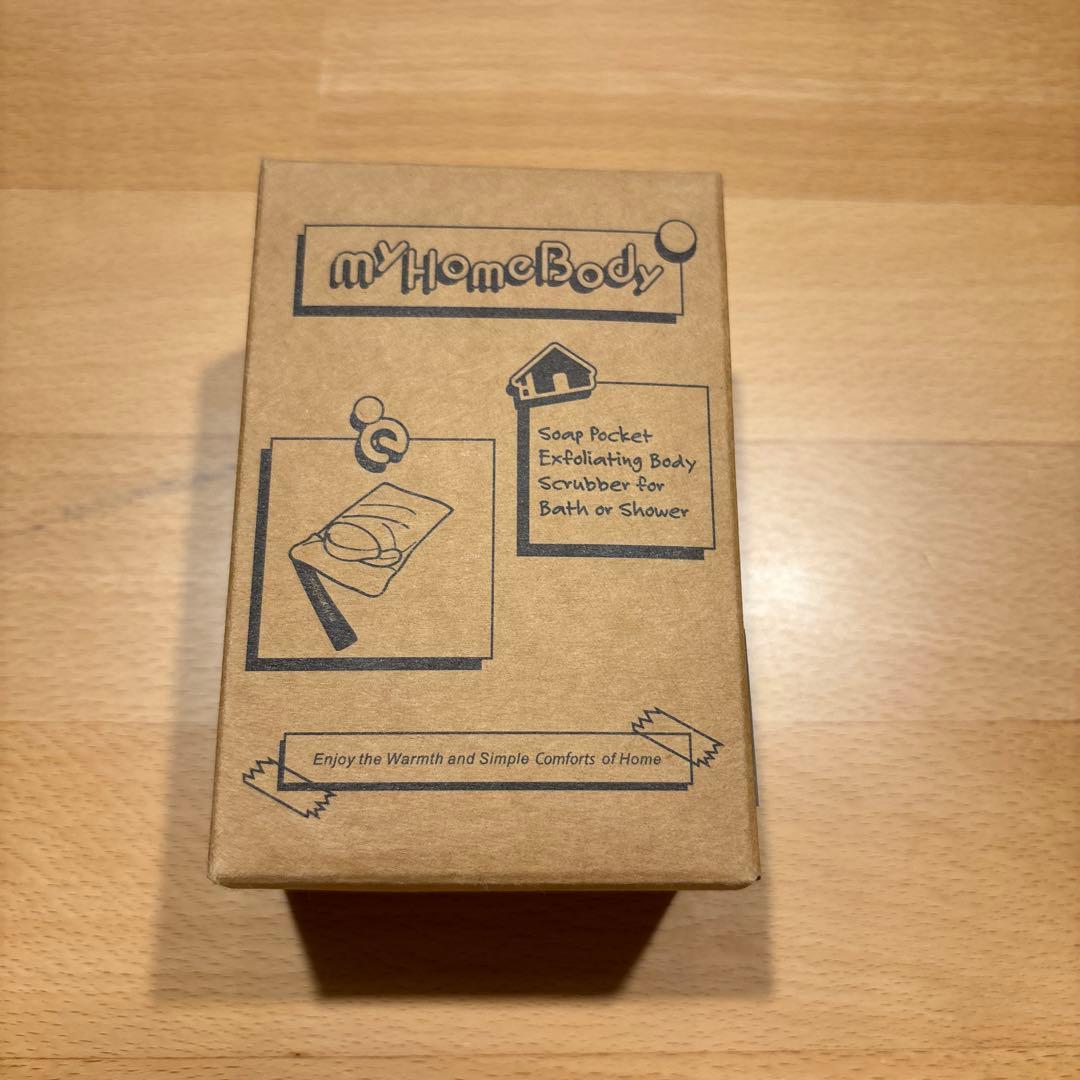 myHomeBody
Soap Pocket
Exfoliating Body
Scrubber for
Bath or Shower
Enjoy the Warmth and Simple Comforts of Home